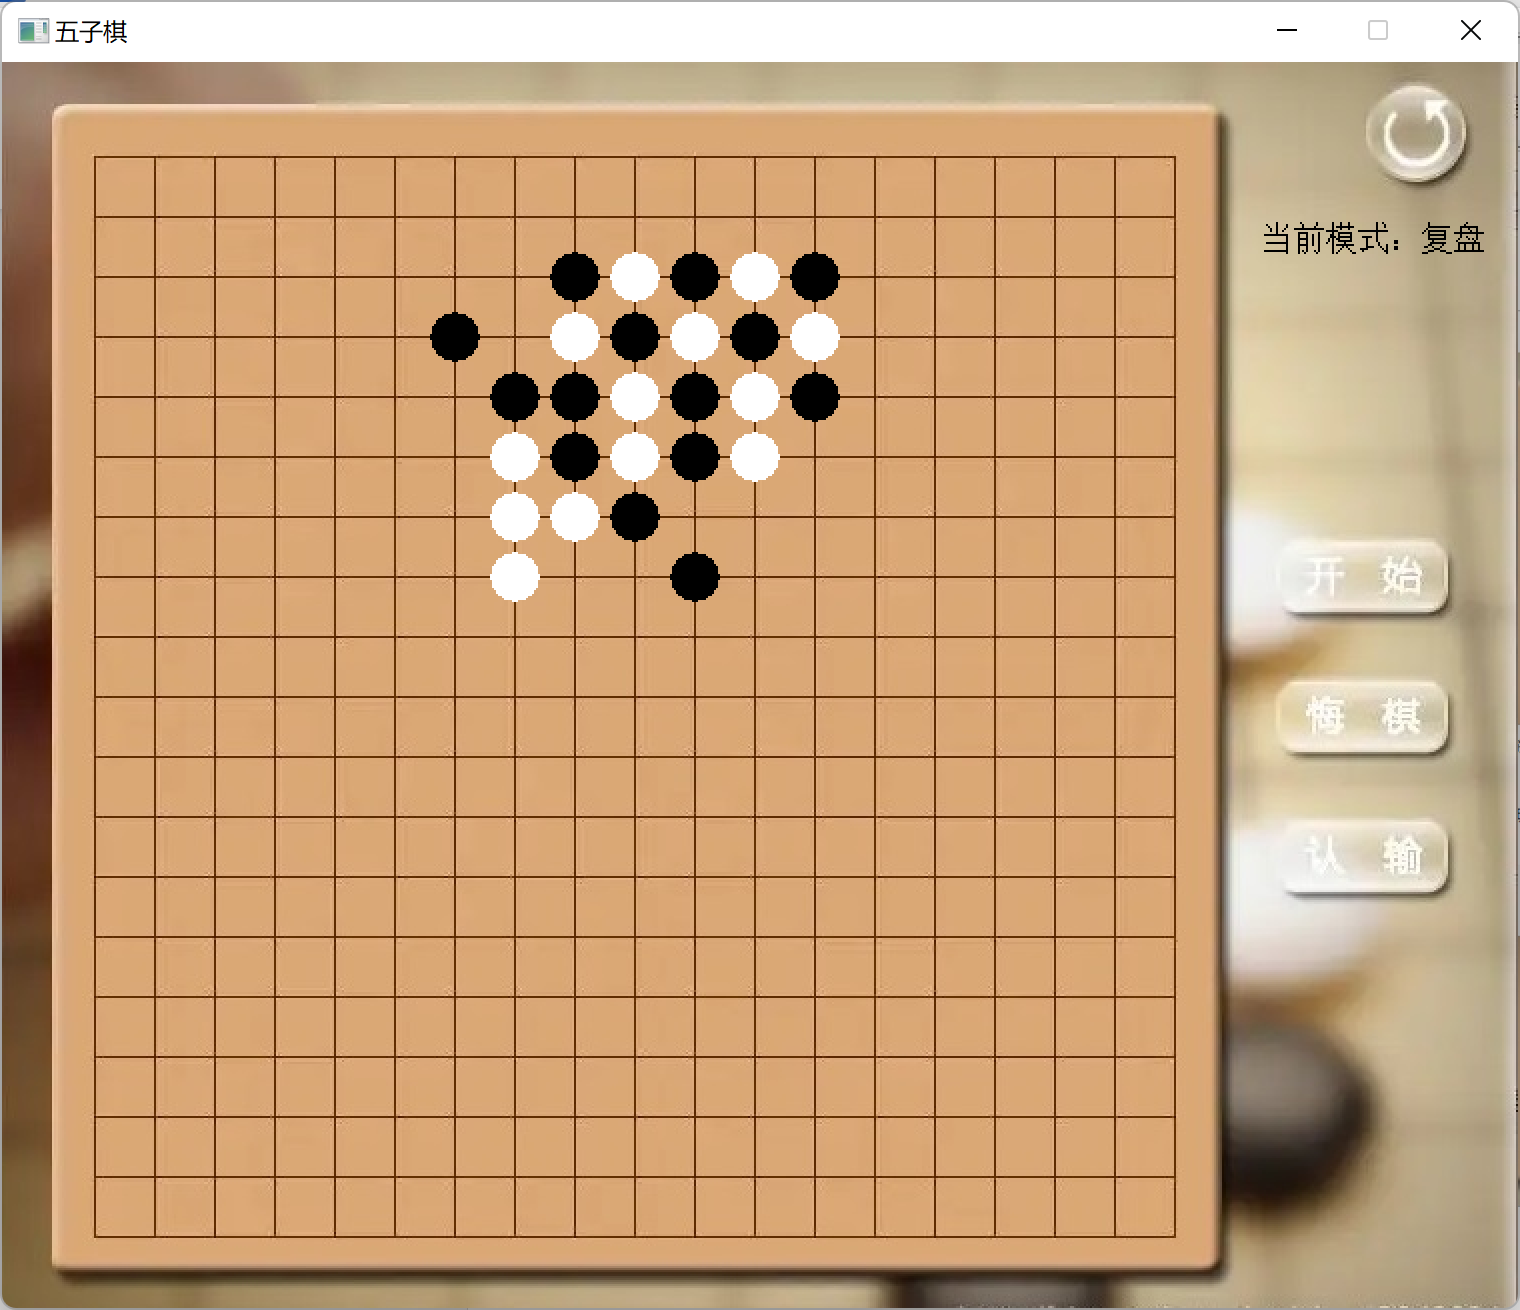 五子棋
当前模式：复盘
开 始
悔 棋
认 输